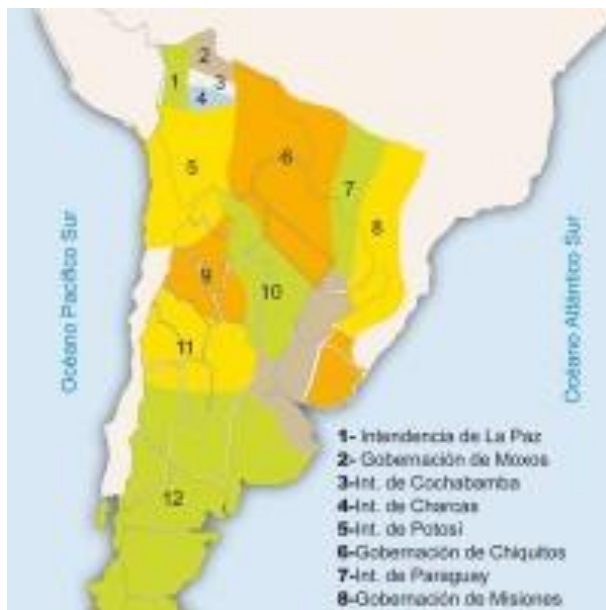 2
1
3
4
5
6
7
8
9
10
11
12
Océano Pacífico Sur
Océano Atlántico Sur
1- Intendencia de La Paz
2- Gobernación de Moxos
3-Int. de Cochabamba
4-Int. de Charcas
5-Int. de Potosí
6-Gobernación de Chiquitos
7-Int. de Paraguay
8-Gobernación de Misiones